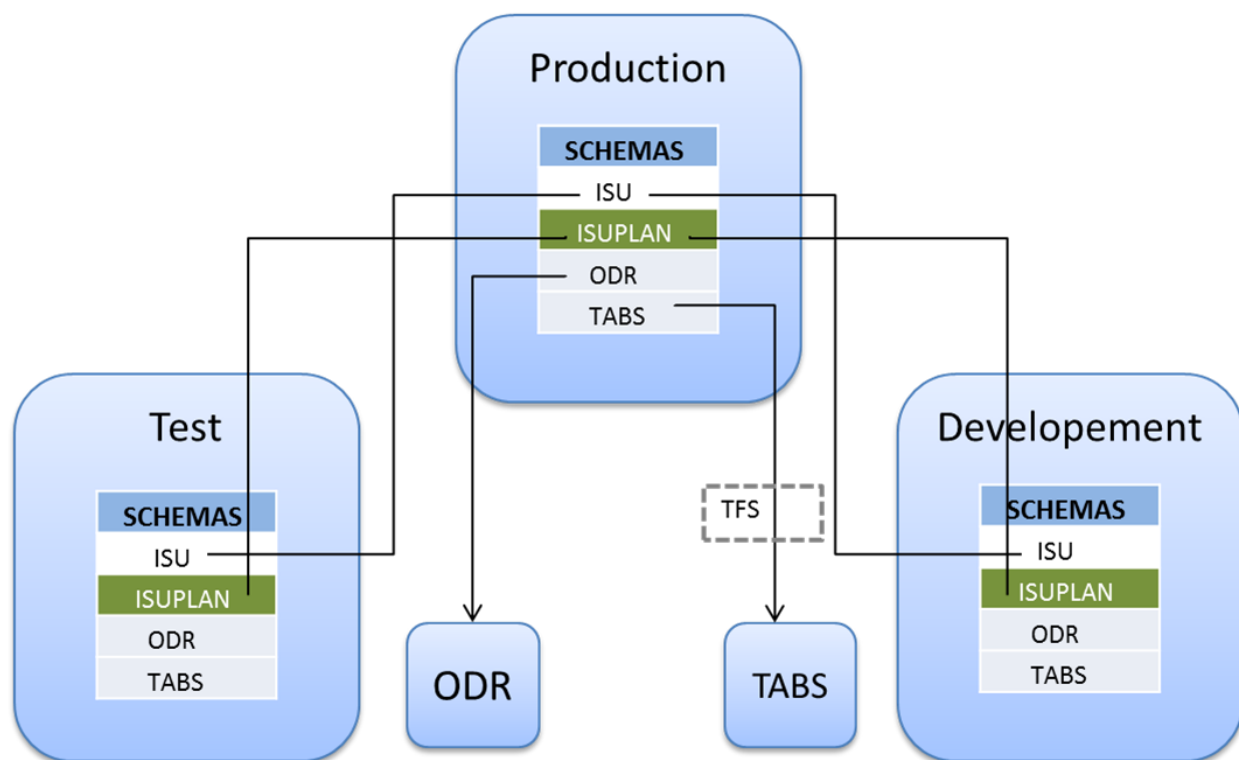 Production
SCHEMAS
ISU
ISUPLAN
ODR
TABS
Test
SCHEMAS
ISU
ISUPLAN
ODR
TABS
Developement
SCHEMAS
ISU
ISUPLAN
ODR
TABS
TFS
ODR
TABS